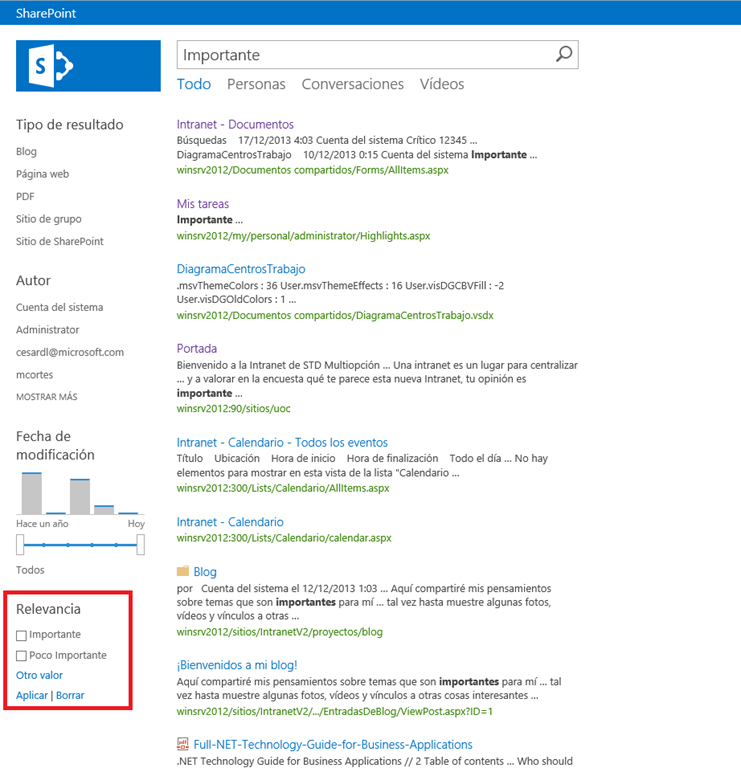 SharePoint
S
Importante
Todo Personas Conversaciones Vídeos
Tipo de resultado
Blog
Página web
PDF
Sitio de grupo
Sitio de SharePoint
Autor
Cuenta del sistema
Administrator
cesardl@microsoft.com
mcortes
MOSTRAR MÁS
Fecha de
modificación
Hace un año Hoy
Todos
Relevancia
Importante
Poco Importante
Otro valor
Aplicar | Borrar
Intranet - Documentos
Búsquedas 17/12/2013 4:03 Cuenta del sistema Crítico 12345 ...
DiagramaCentrosTrabajo 10/12/2013 0:15 Cuenta del sistema Importante ...
winsrv2012/Documentos compartidos/Forms/AllItems.aspx
Mis tareas
Importante ...
winsrv2012/my/personal/administrator/Highlights.aspx
DiagramaCentrosTrabajo
.msvThemeColors : 36 User.msvThemeEffects : 16 User.visDGCBVFill : -2
User.visDGOldColors : 1 ...
winsrv2012/Documentos compartidos/DiagramaCentrosTrabajo.vsdx
Portada
Bienvenido a la Intranet de STD Multiopción ... Una intranet es un lugar para centralizar
... y a valorar en la encuesta qué te parece esta nueva Intranet, tu opinión es
importante ...
winsrv2012:90/sitios/uoc
Intranet - Calendario - Todos los eventos
Título Ubicación Hora de inicio Hora de finalización Todo el día ... No hay
elementos para mostrar en esta vista de la lista "Calendario ...
winsrv2012:300/Lists/Calendario/AllItems.aspx
Intranet - Calendario
winsrv2012:300/Lists/Calendario/calendar.aspx
Blog
por Cuenta del sistema el 12/12/2013 1:03 ... Aquí compartiré mis pensamientos
sobre temas que son importantes para mí ... tal vez hasta muestre algunas fotos,
vídeos y vínculos a otras ...
winsrv2012/sitios/IntranetV2/proyectos/blog
¡Bienvenidos a mi blog!
Aquí compartiré mis pensamientos sobre temas que son importantes para mí ... tal
vez hasta muestre algunas fotos, vídeos y vínculos a otras cosas interesantes ...
winsrv2012/sitios/IntranetV2/.../EntradasDeBlog/ViewPost.aspx?ID=1
Full-NET-Technology-Guide-for-Business-Applications
.NET Technology Guide for Business Applications // 2 Table of contents ... Who should